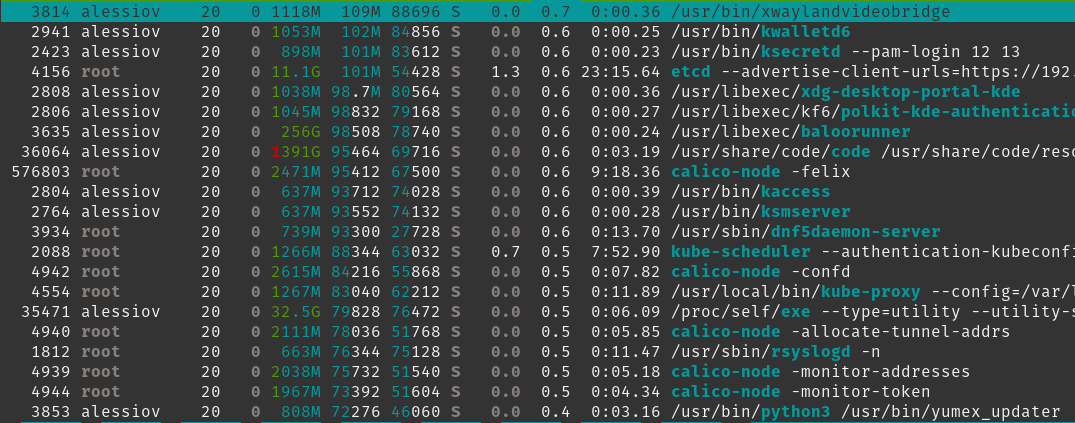 3814 alessiov 20 0 1118M 109M 88696 S 0.0 0.7 0:00.36 /usr/bin/xwaylandvideobridge
2941 alessiov 20 0 1053M 102M 84856 S 0.0 0.6 0:00.25 /usr/bin/kwalletd6
2423 alessiov 20 0 898M 101M 83612 S 0.0 0.6 0:00.23 /usr/bin/ksecretd --pam-login 12 13
4156 root 20 0 11.1G 101M 54428 S 1.3 0.6 23:15.64 etcd --advertise-client-urls=https://192.
2808 alessiov 20 0 1038M 98.7M 80564 S 0.0 0.6 0:00.36 /usr/libexec/xdg-desktop-portal-kde
2806 alessiov 20 0 1045M 98832 79168 S 0.0 0.6 0:00.27 /usr/libexec/kf6/polkit-kde-authenticatio
3635 alessiov 20 0 256G 98508 78740 S 0.0 0.6 0:00.24 /usr/libexec/baloorunner
36064 alessiov 20 0 1391G 95464 69716 S 0.0 0.6 0:03.19 /usr/share/code/code /usr/share/code/reso
576803 root 20 0 2471M 95412 67500 S 0.0 0.6 9:18.36 calico-node -felix
2804 alessiov 20 0 637M 93712 74028 S 0.0 0.6 0:00.39 /usr/bin/kaccess
2764 alessiov 20 0 637M 93552 74132 S 0.0 0.6 0:00.28 /usr/bin/ksmserver
3934 root 20 0 739M 93300 27728 S 0.0 0.6 0:13.70 /usr/sbin/dnf5daemon-server
2088 root 20 0 1266M 88344 63032 S 0.7 0.5 7:52.90 kube-scheduler --authentication-kubeconfi
4942 root 20 0 2615M 84216 55868 S 0.0 0.5 0:07.82 calico-node -confd
4554 root 20 0 1267M 83040 62212 S 0.0 0.5 0:11.89 /usr/local/bin/kube-proxy --config=/var/l
35471 alessiov 20 0 32.5G 79828 76472 S 0.0 0.5 0:06.09 /proc/self/exe --type=utility --utility-s
4940 root 20 0 2111M 78036 51768 S 0.0 0.5 0:05.85 calico-node -allocate-tunnel-addrs
1812 root 20 0 663M 76344 75128 S 0.0 0.5 0:11.47 /usr/sbin/rsyslogd -n
4939 root 20 0 2038M 75732 51540 S 0.0 0.5 0:05.18 calico-node -monitor-addresses
4944 root 20 0 1967M 73392 51604 S 0.0 0.5 0:04.34 calico-node -monitor-token
3853 alessiov 20 0 808M 72276 46060 S 0.0 0.4 0:03.16 /usr/bin/python3 /usr/bin/yumex_updater